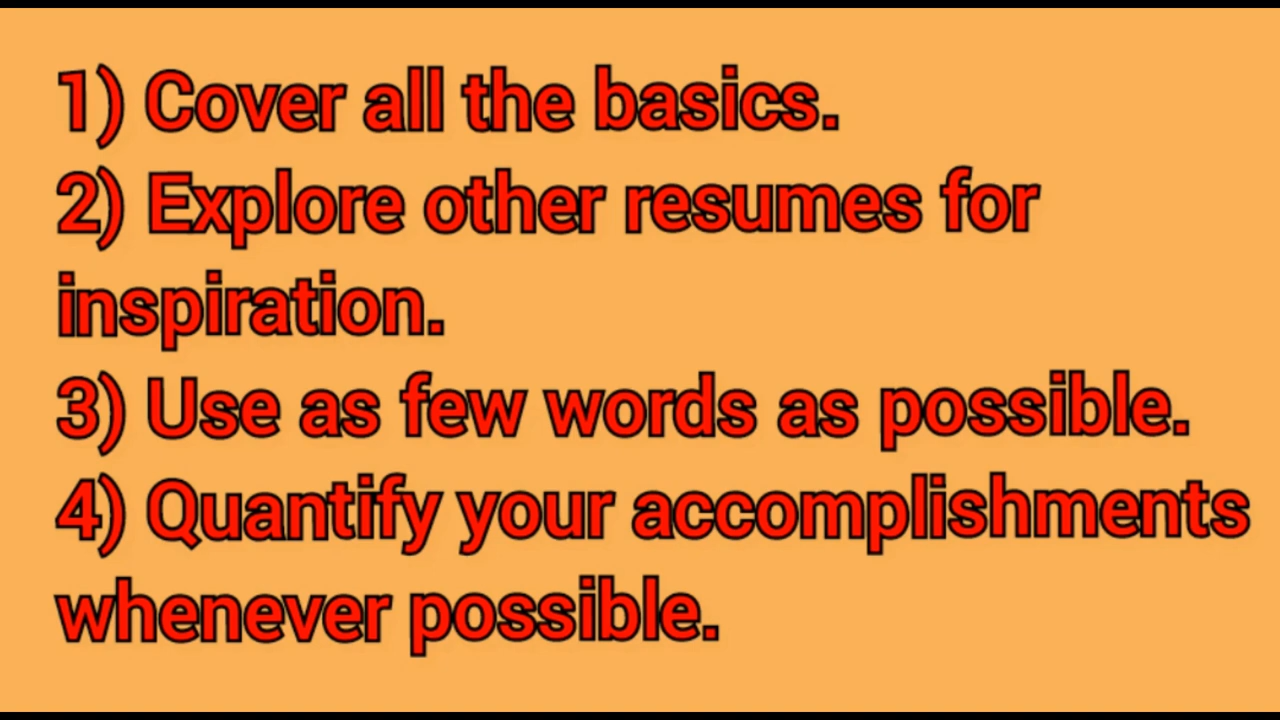 1) Cover all the basics.
2) Explore other resumes for
inspiration.
3) Use as few words as possible.
4) Quantify your accomplishments
whenever possible.